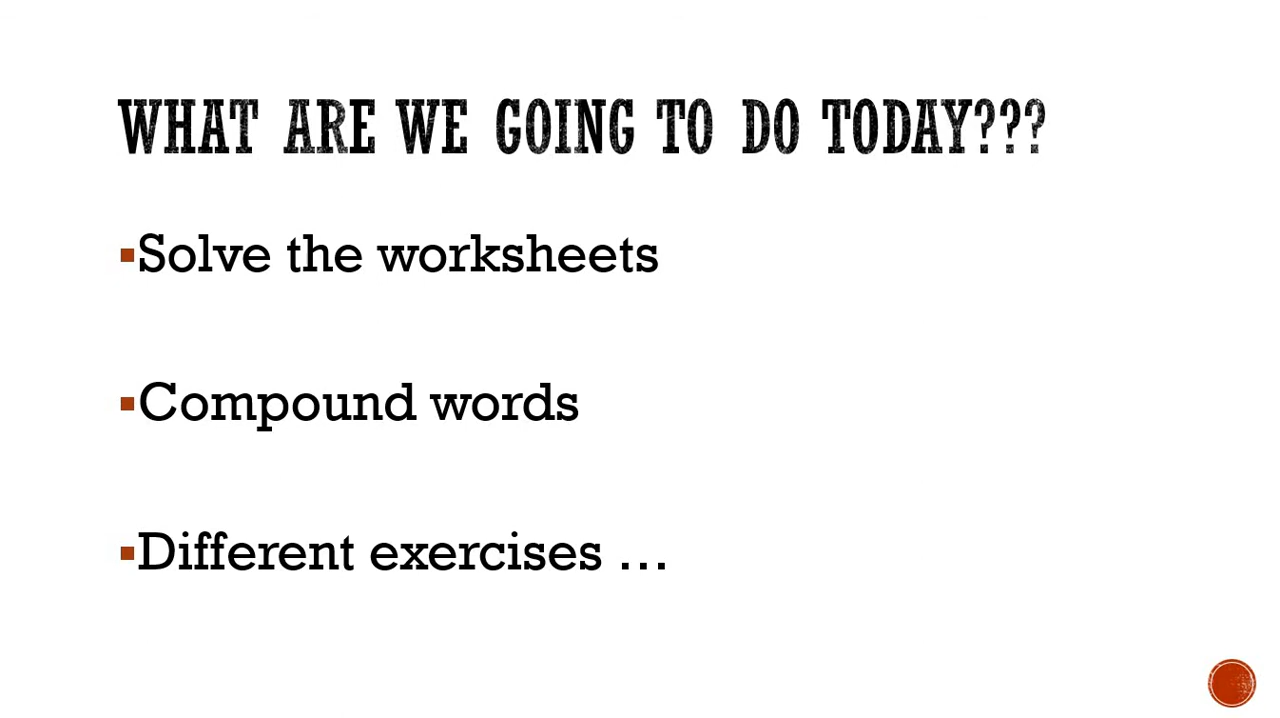 WHAT ARE WE GOING TO DO TODAY???
▪Solve the worksheets
▪Compound words
▪Different exercises …